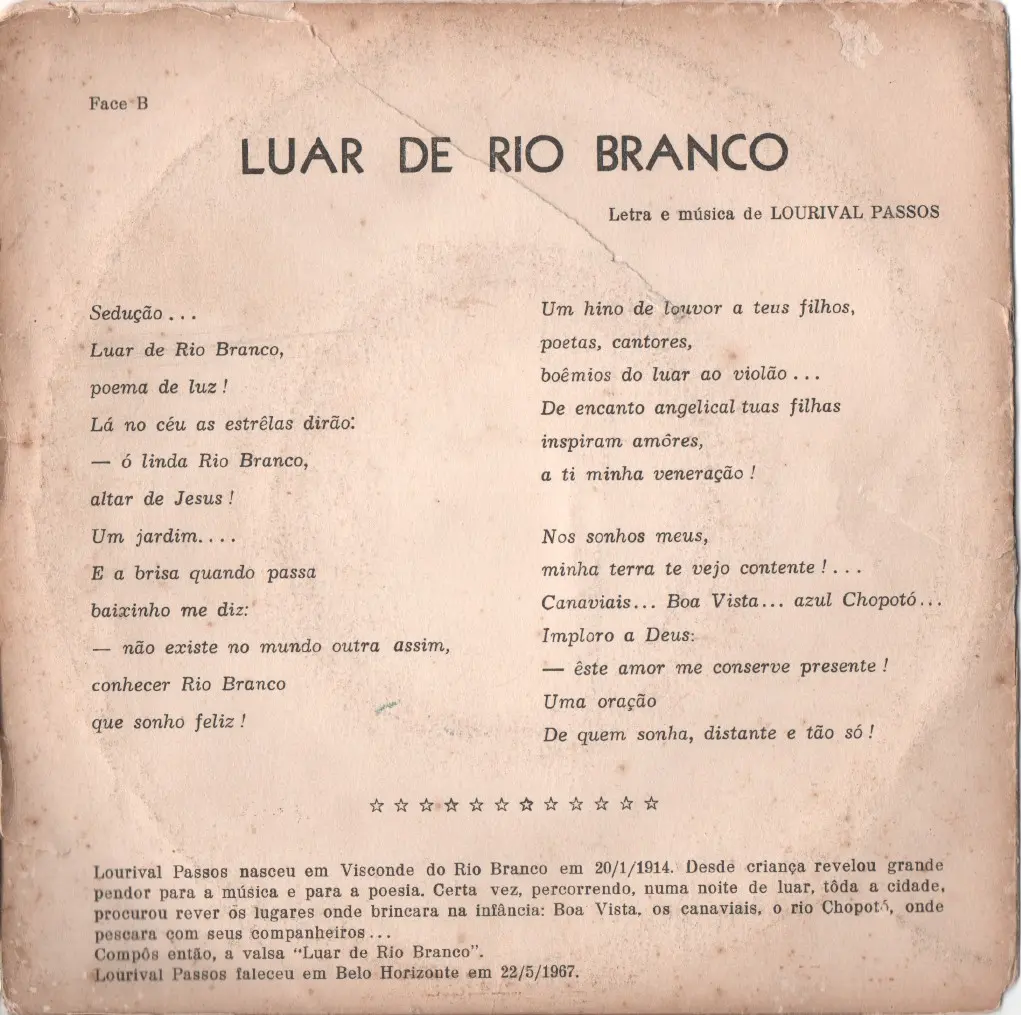 Face B
LUAR DE RIO BRANCO
Letra e música de LOURIVAL PASSOS
Sedução...
Luar de Rio Branco,
poema de luz!
Lá no céu as estrêlas dirão:
— ó linda Rio Branco,
altar de Jesus!
Um jardim....
E a brisa quando passa
baixinho me diz:
— não existe no mundo outra assim,
conhecer Rio Branco
que sonho feliz!
Um hino de louvor a teus filhos,
poetas, cantores,
boêmios do luar ao violão...
De encanto angelical tuas filhas
inspiram amôres,
a ti minha veneração!
Nos sonhos meus,
minha terra te vejo contente!...
Canaviais... Boa Vista... azul Chopotó...
Imploro a Deus:
— êste amor me conserve presente!
Uma oração
De quem sonha, distante e tão só!
☆ ☆ ☆ ☆ ☆ ☆ ☆ ☆ ☆ ☆ ☆ ☆
Lourival Passos nasceu em Visconde do Rio Branco em 20/1/1914. Desde criança revelou grande
pendor para a música e para a poesia. Certa vez, percorrendo, numa noite de luar, tôda a cidade,
procurou rever os lugares onde brincara na infância: Boa Vista, os canaviais, o rio Chopotó, onde
pescara com seus companheiros...
Compôs então, a valsa "Luar de Rio Branco".
Lourival Passos faleceu em Belo Horizonte em 22/5/1967.